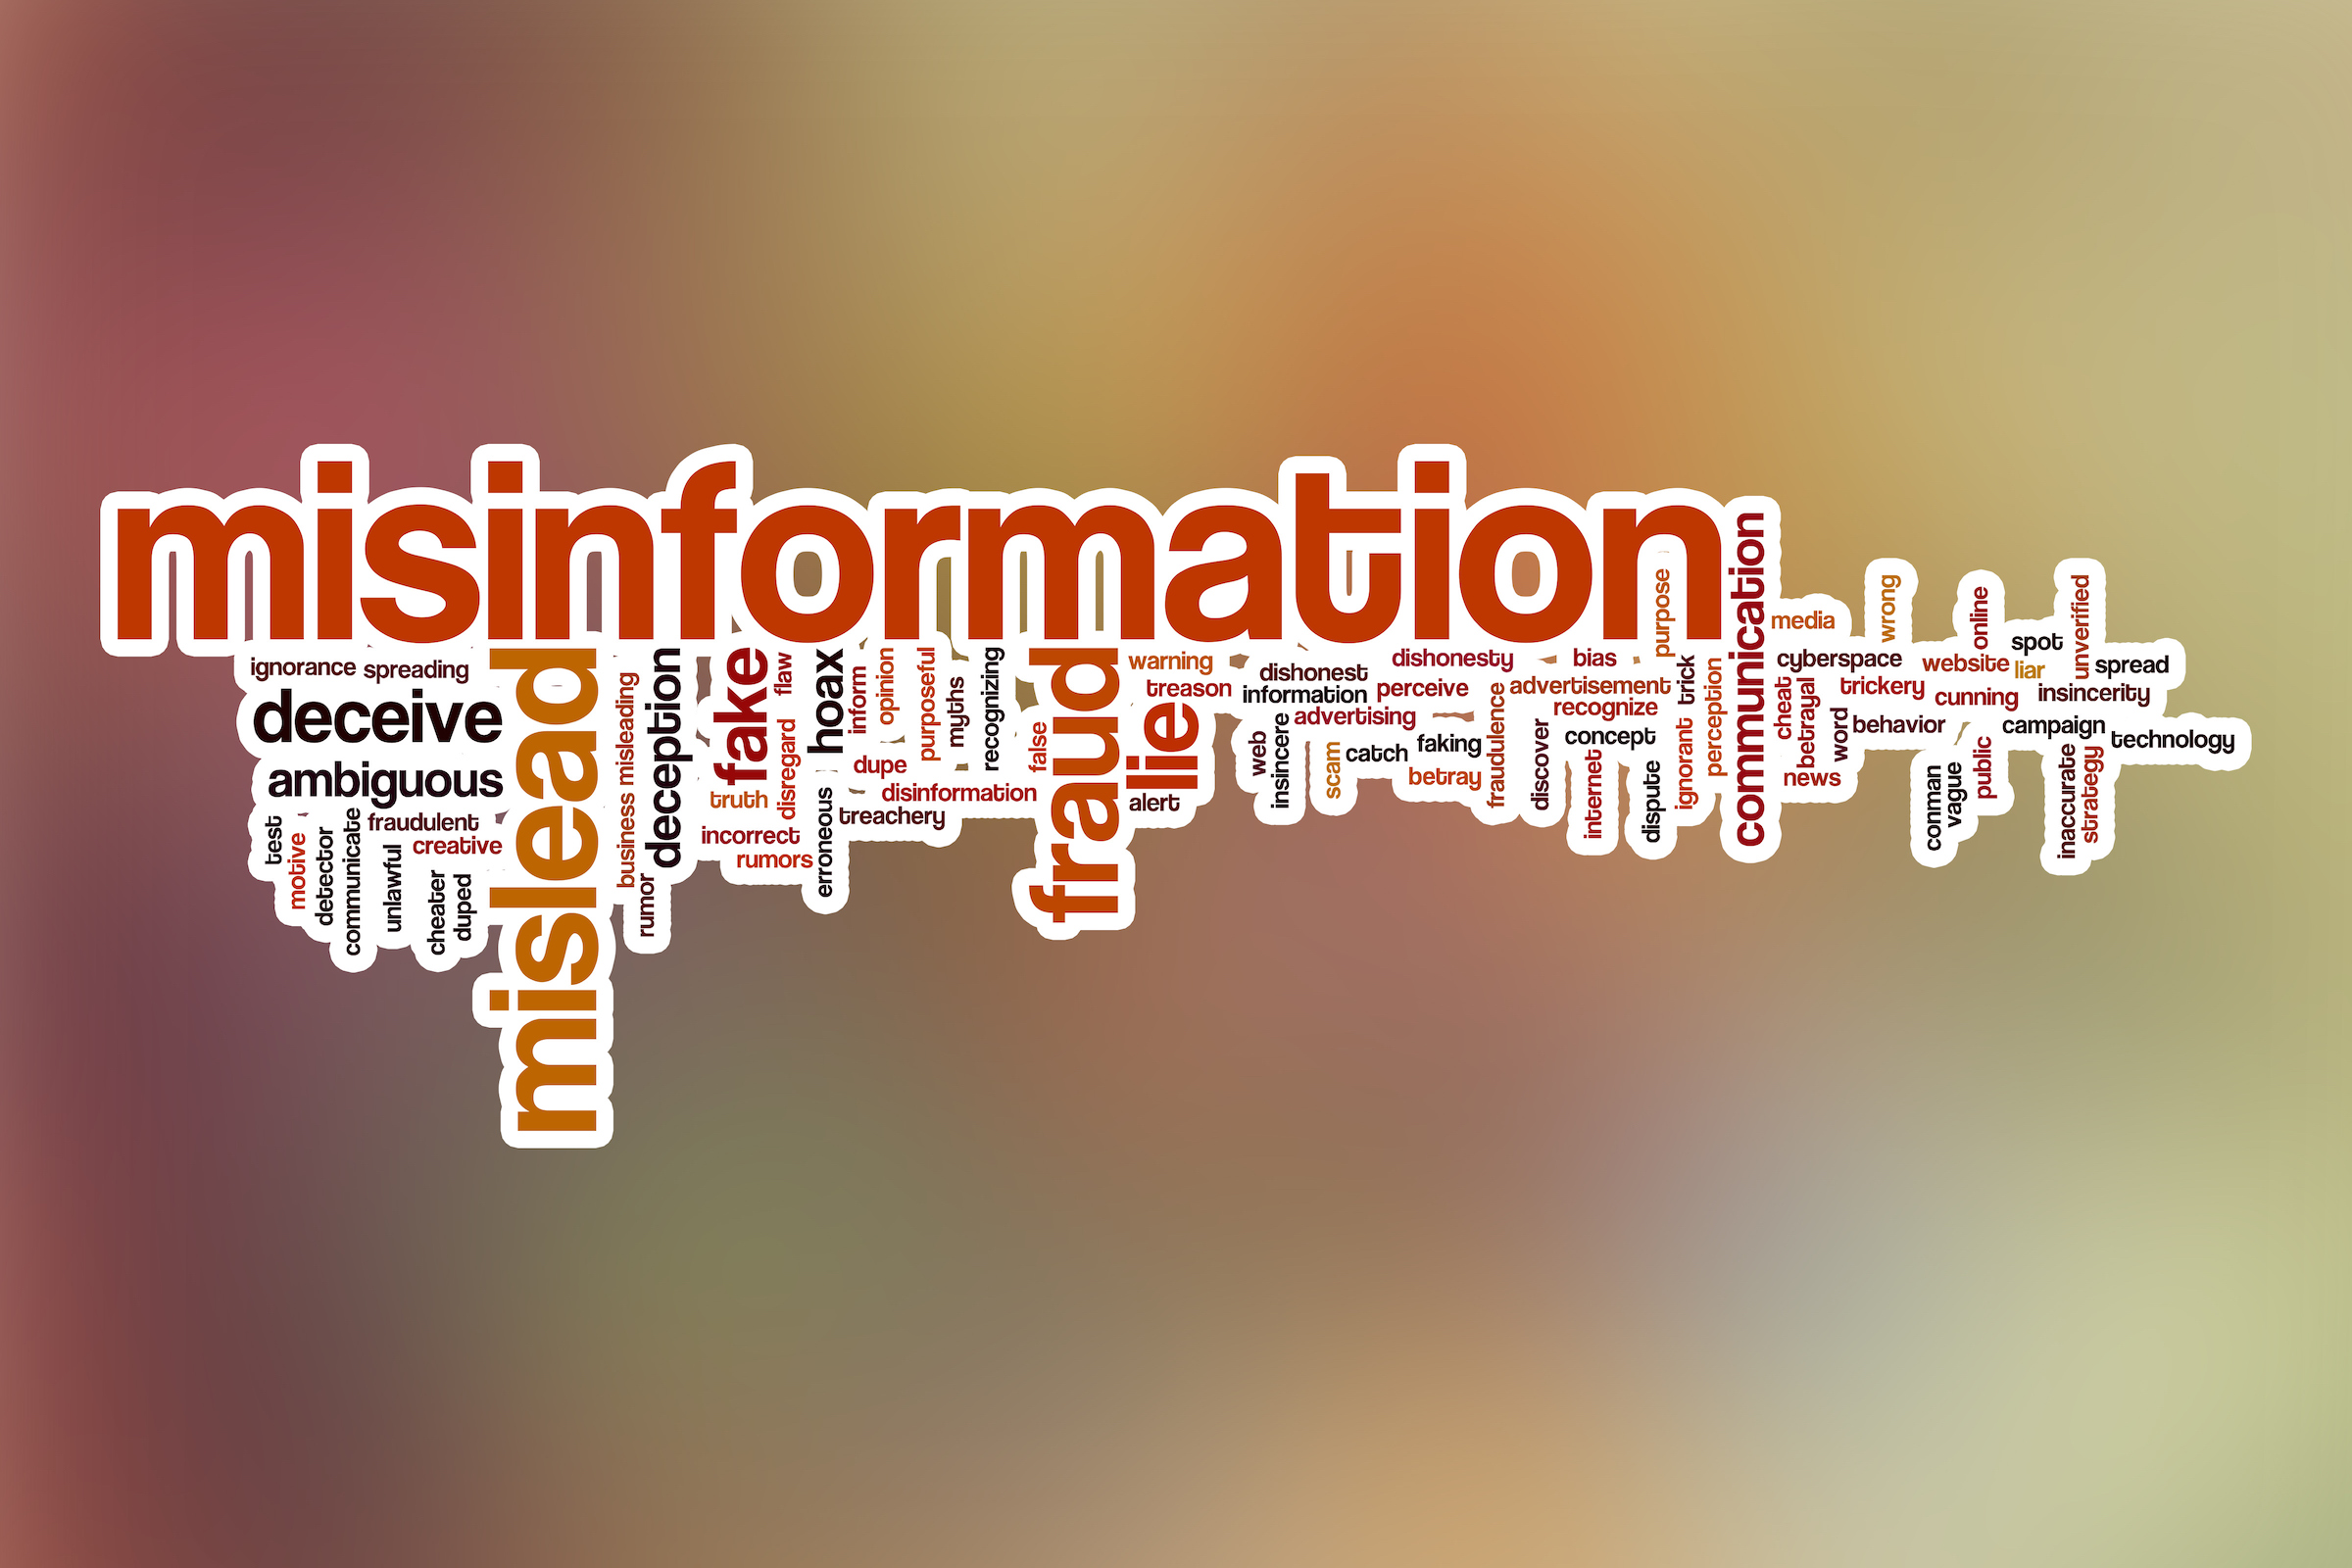 misinformation
communication
purpose
media
wrong
online
unverified
spot
ignorance
spreading
mislead
deceive
ambiguous
test
motive
detector
communicate
fraudulent
creative
unlawful
cheater
duped
business
misleading
deception
rumor
fake
flaw
truth
disregard
incorrect
rumors
hoax
erroneous
inform
opinion
purposeful
myths
recognizing
dupe
disinformation
treachery
false
fraud
warning
treason
lie
alert
dishonest
information
advertising
web
insincere
scam
catch
dishonesty
perceive
faking
betray
fraudulence
bias
advertisement
recognize
concept
discover
internet
dispute
trick
ignorant
perception
cyberspace
cheat
betrayal
word
news
trickery
behavior
website
liar
cunning
spread
insincerity
campaign
technology
public
conman
vague
inaccurate
strategy